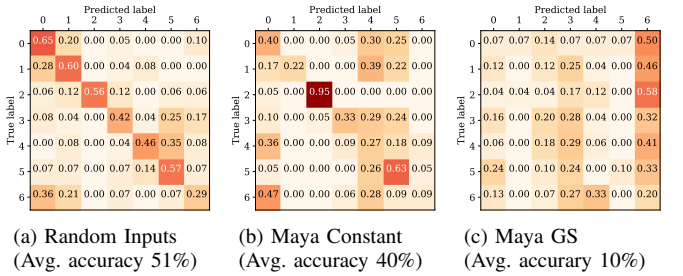 Predicted label
0 1 2 3 4 5 6
True label
0 0.65 0.20 0.00 0.05 0.00 0.00 0.10
1 0.28 0.60 0.00 0.04 0.08 0.00 0.00
2 0.06 0.12 0.56 0.12 0.00 0.06 0.06
3 0.08 0.04 0.00 0.42 0.04 0.25 0.17
4 0.00 0.08 0.00 0.04 0.46 0.35 0.08
5 0.07 0.07 0.00 0.07 0.14 0.57 0.07
6 0.36 0.21 0.00 0.07 0.00 0.07 0.29
(a) Random Inputs
(Avg. accuracy 51%)
Predicted label
0 1 2 3 4 5 6
True label
0 0.40 0.00 0.00 0.05 0.30 0.25 0.00
1 0.17 0.22 0.00 0.00 0.39 0.22 0.00
2 0.05 0.00 0.95 0.00 0.00 0.00 0.00
3 0.10 0.00 0.05 0.33 0.29 0.24 0.00
4 0.36 0.00 0.00 0.09 0.27 0.18 0.09
5 0.05 0.00 0.00 0.00 0.26 0.63 0.05
6 0.47 0.00 0.00 0.06 0.28 0.09 0.09
(b) Maya Constant
(Avg. accuracy 40%)
Predicted label
0 1 2 3 4 5 6
True label
0 0.07 0.07 0.14 0.07 0.07 0.07 0.50
1 0.12 0.00 0.12 0.25 0.04 0.00 0.46
2 0.04 0.04 0.04 0.17 0.12 0.00 0.58
3 0.16 0.00 0.20 0.28 0.04 0.00 0.32
4 0.06 0.00 0.18 0.29 0.06 0.00 0.41
5 0.24 0.00 0.10 0.24 0.00 0.10 0.33
6 0.13 0.00 0.07 0.27 0.33 0.00 0.20
(c) Maya GS
(Avg. accurary 10%)